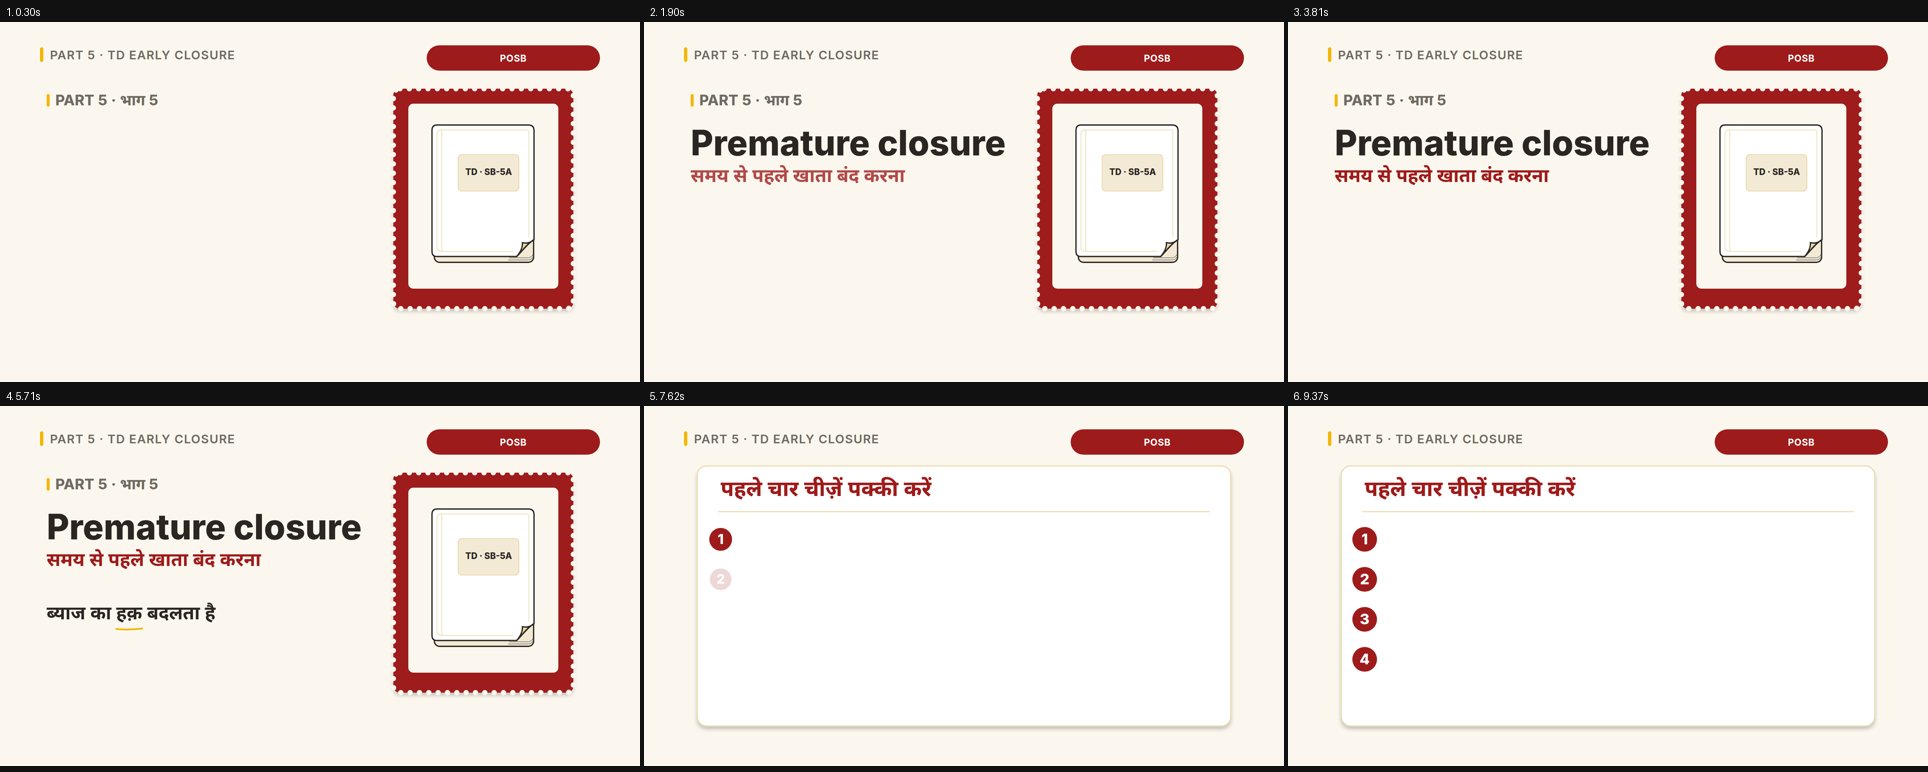 1. 0.30s
PART 5 · TD EARLY CLOSURE
POSB
PART 5 · भाग 5
TD · SB-5A
2. 1.90s
PART 5 · TD EARLY CLOSURE
POSB
PART 5 · भाग 5
Premature closure
समय से पहले खाता बंद करना
TD · SB-5A
3. 3.81s
PART 5 · TD EARLY CLOSURE
POSB
PART 5 · भाग 5
Premature closure
समय से पहले खाता बंद करना
TD · SB-5A
4. 5.71s
PART 5 · TD EARLY CLOSURE
POSB
PART 5 · भाग 5
Premature closure
समय से पहले खाता बंद करना
ब्याज का हक़ बदलता है
TD · SB-5A
5. 7.62s
PART 5 · TD EARLY CLOSURE
POSB
पहले चार चीज़ें पक्की करें
1
2
6. 9.37s
PART 5 · TD EARLY CLOSURE
POSB
पहले चार चीज़ें पक्की करें
1
2
3
4